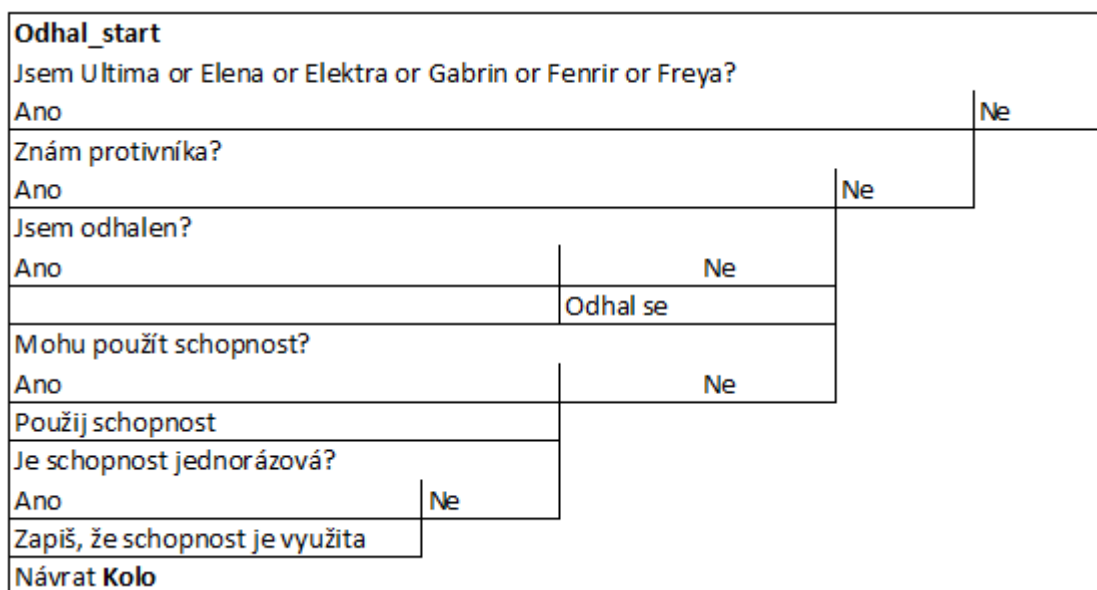 Odhal_start
Jsem Ultima or Elena or Elektra or Gabrin or Fenrir or Freya?
Ano Ne
Znám protivníka?
Ano Ne
Jsem odhalen?
Ano Ne
Odhal se
Mohu použít schopnost?
Ano Ne
Použij schopnost
Je schopnost jednorázová?
Ano Ne
Zapiš, že schopnost je využita
Návrat Kolo